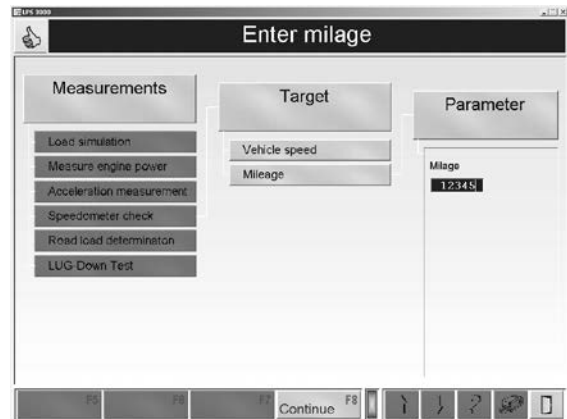 LPS 3000
Enter milage
Measurements
Target
Parameter
Load simulation
Measure engine power
Acceleration measurement
Speedometer check
Road load determinaton
LUG-Down Test
Vehicle speed
Mileage
Milage
12345
F5
F6
F7
Continue F8